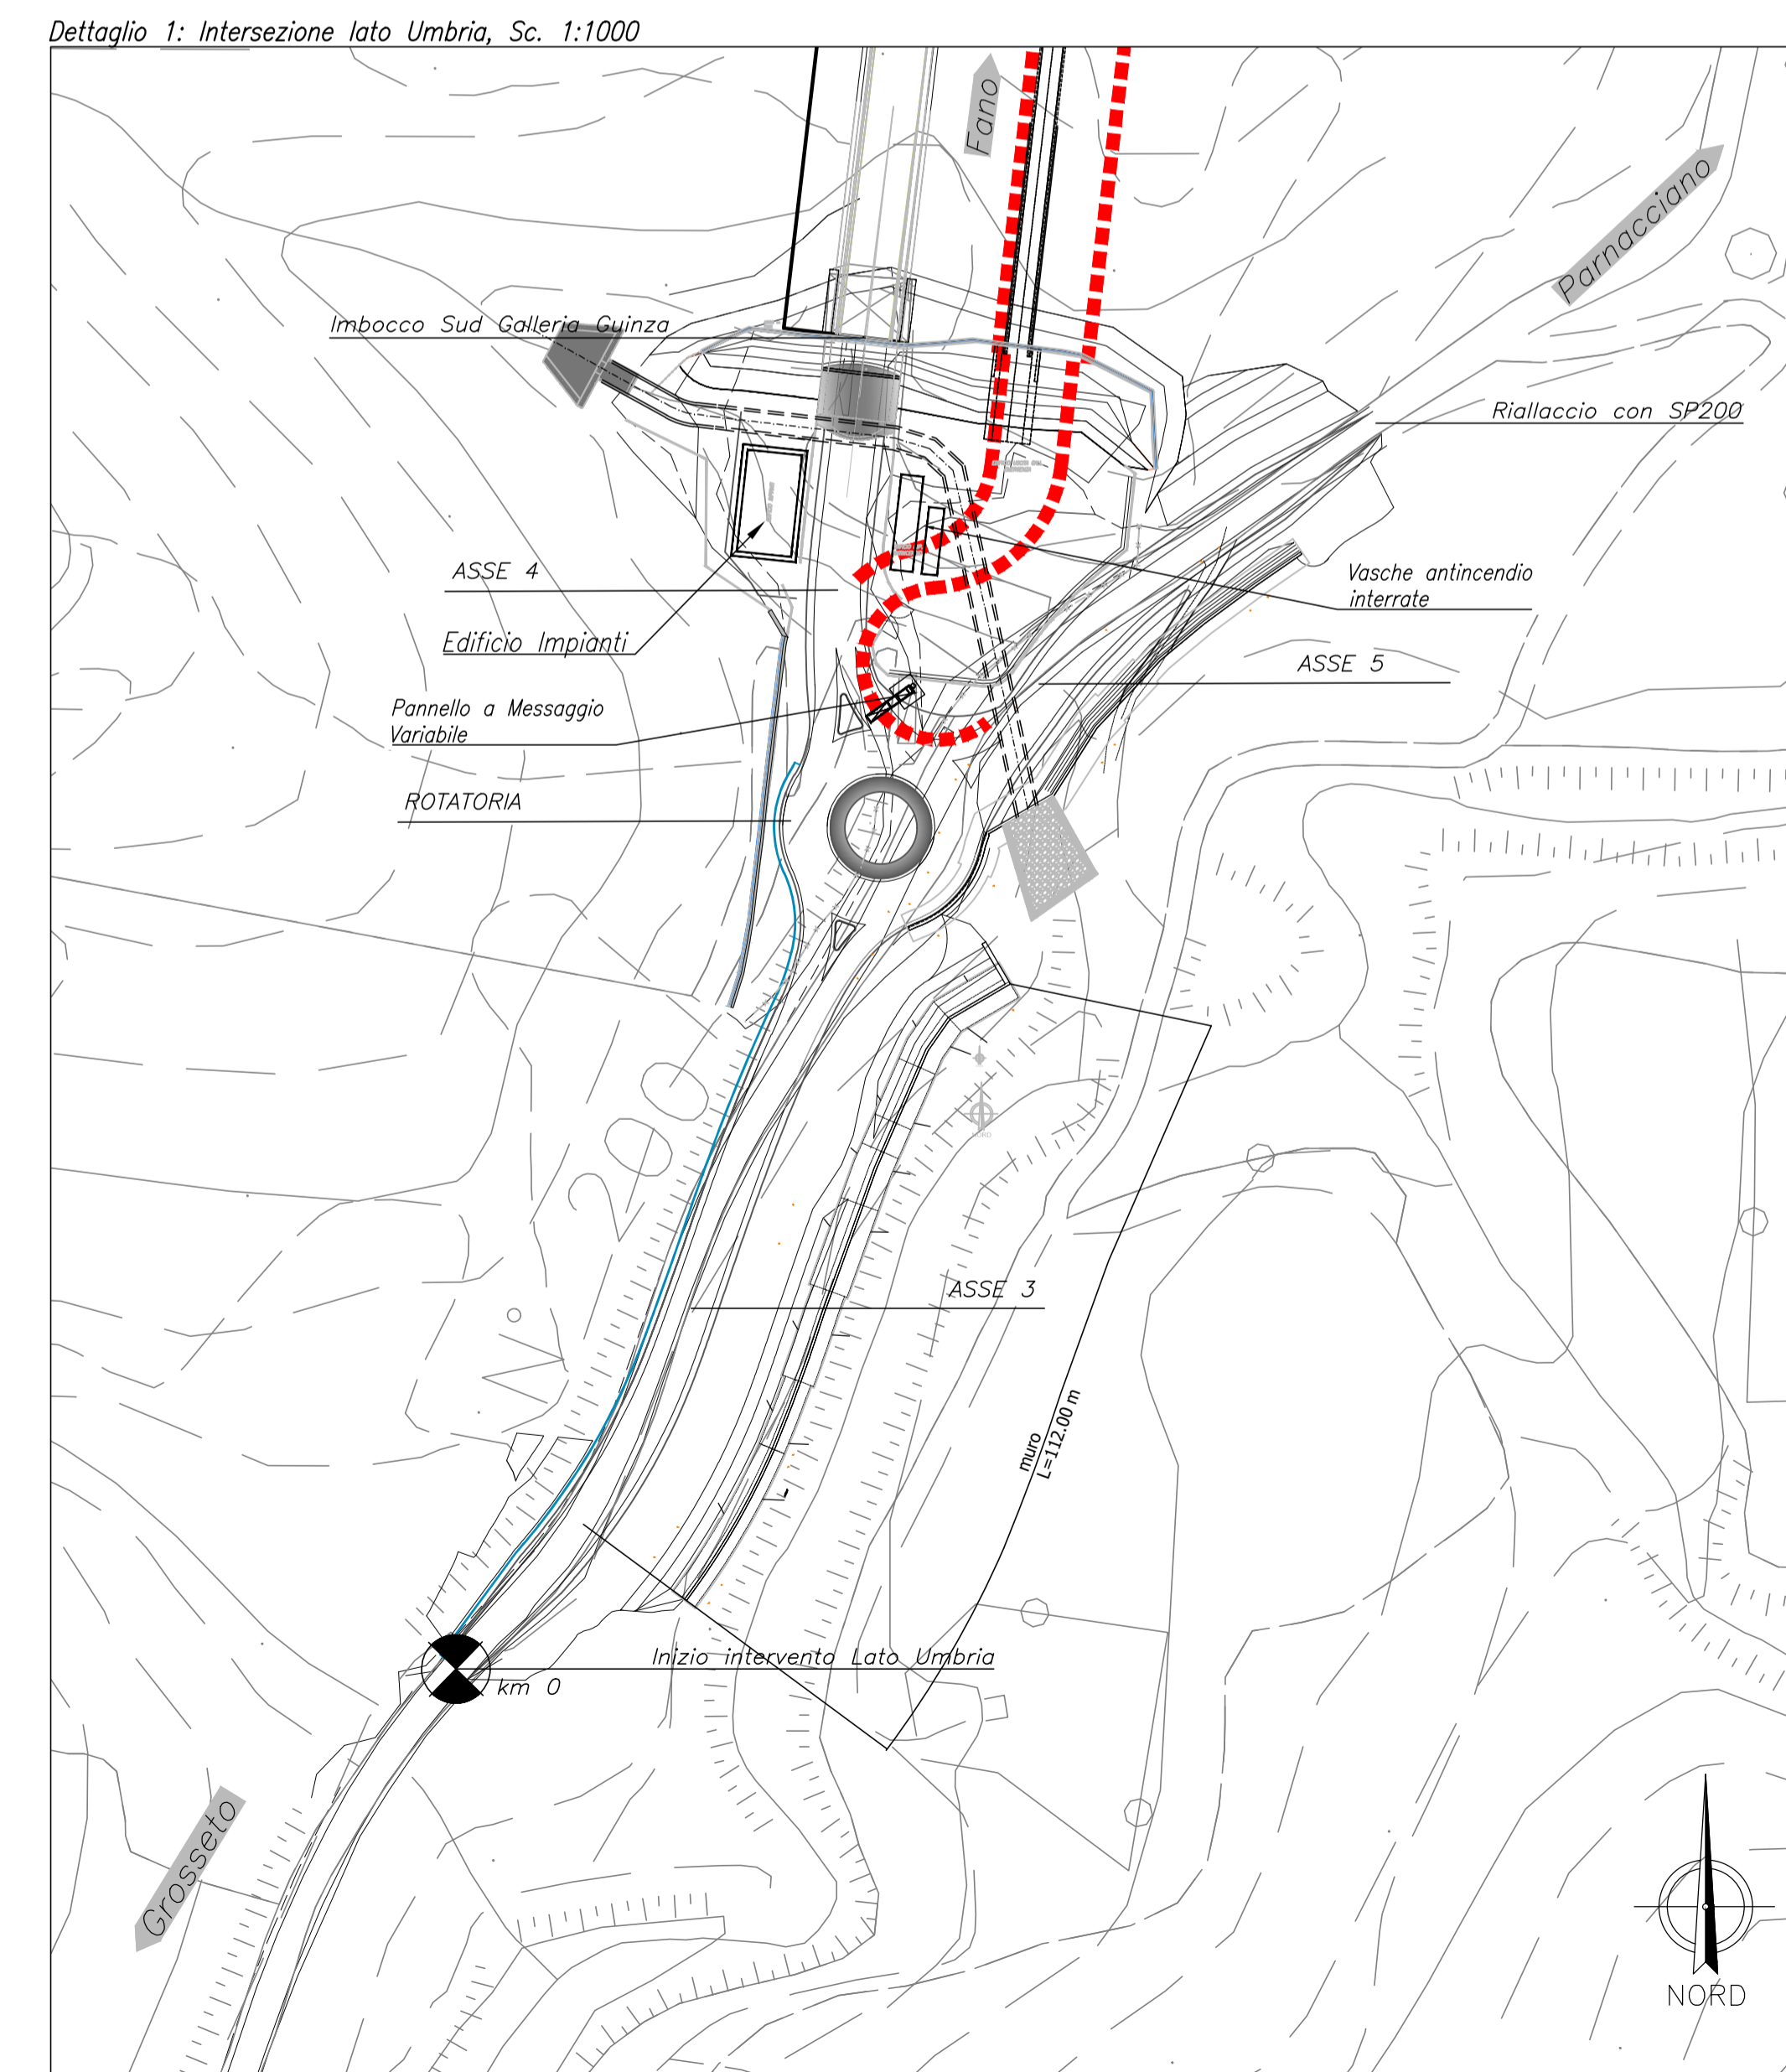 Dettaglio 1: Intersezione lato Umbria, Sc. 1:1000
Fano
Parnacciano
Imbocco Sud Galleria Guinza
Riallaccio con SP200
ASSE 4
Vasche antincendio
interrate
Edificio Impianti
ASSE 5
Pannello a Messaggio
Variabile
ROTATORIA
NORD
ASSE 3
muro
L=112.00 m
Inizio intervento Lato Umbria
km 0
Grosseto
NORD